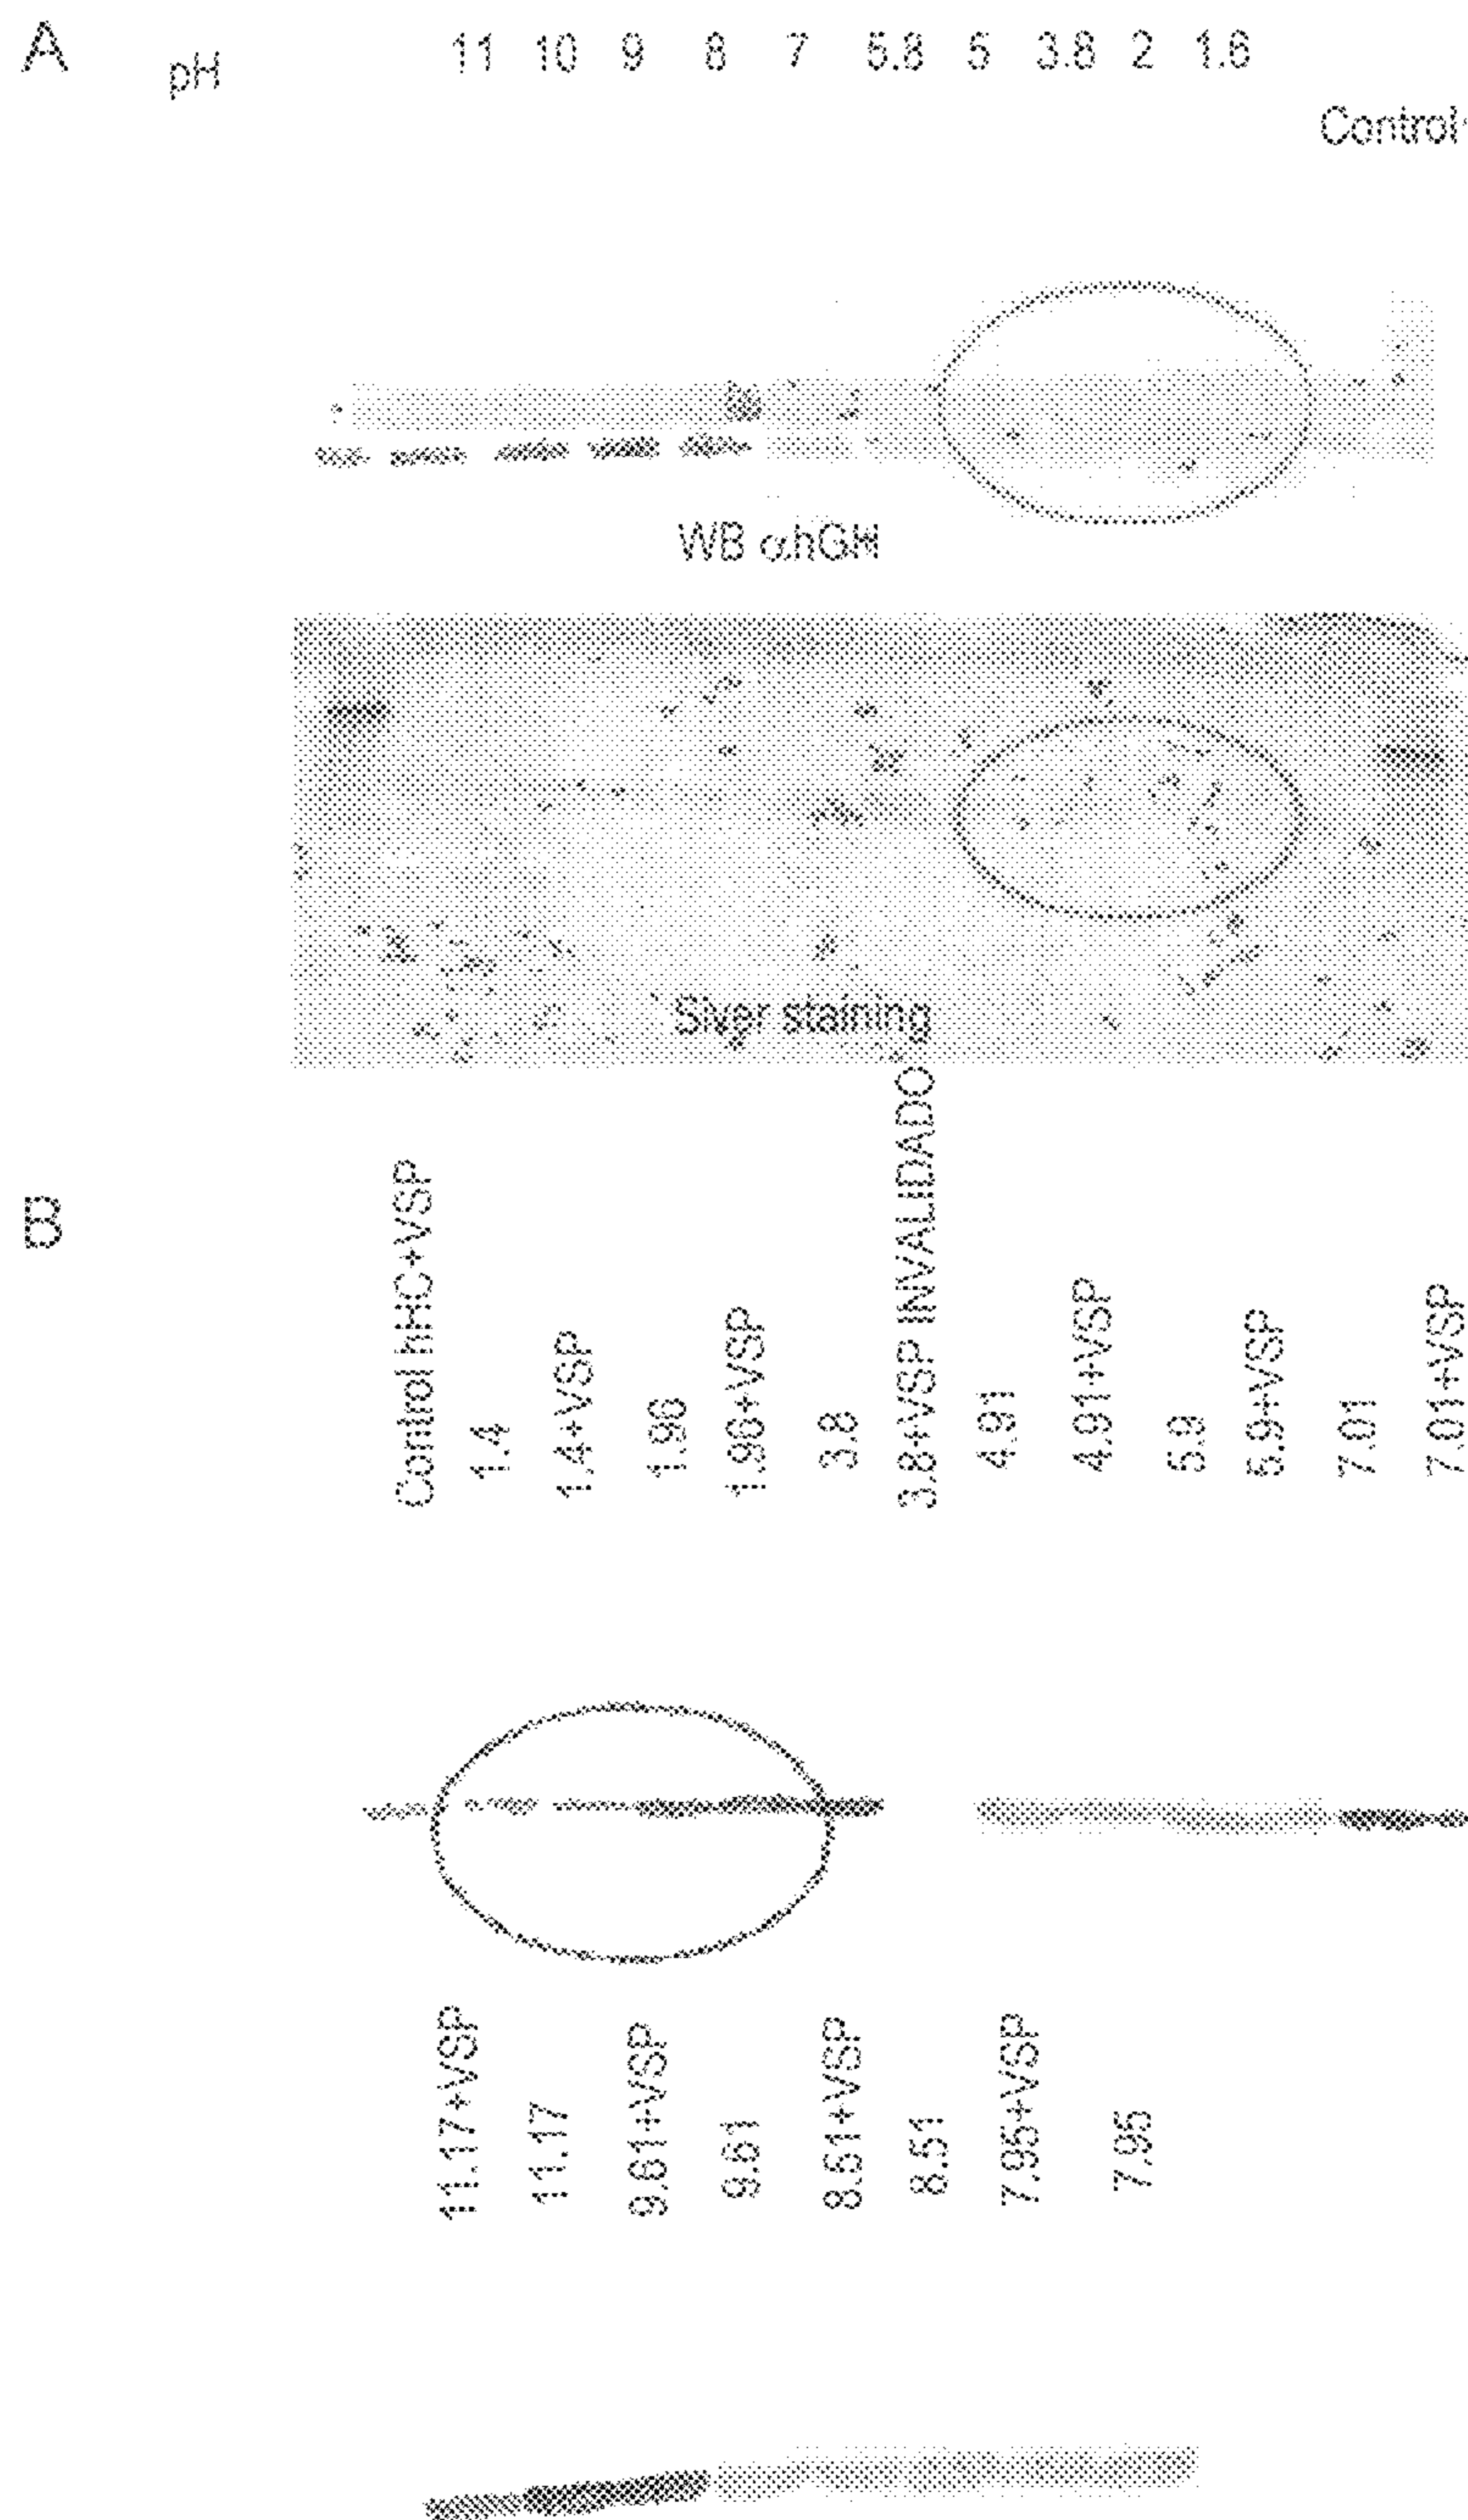 A
pH 11 10 9 8 7 5.8 5 3.8 2 1.6
Control
WB αhGH
Silver staining
B
Control hHC+VSP
1.4
1.4+VSP
1.96
1.96+VSP
3.8
3.8+VSP INVALIDADO
4.91
4.91+VSP
5.9
5.9+VSP
7.01
7.01+VSP
11.17+VSP
11.17
9.61+VSP
9.61
8.61+VSP
8.51
7.95+VSP
7.95